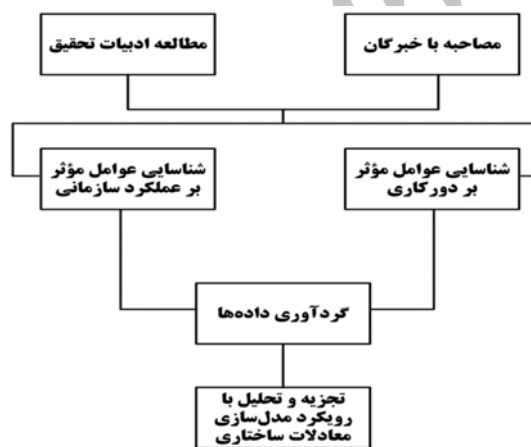 مصاحبه با خبرگان
مطالعه ادبیات تحقیق
شناسایی عوامل مؤثر
بر دورکاری
شناسایی عوامل مؤثر
بر عملکرد سازمانی
گردآوری داده‌ها
تجزیه و تحلیل با
رویکرد مدل‌سازی
معادلات ساختاری